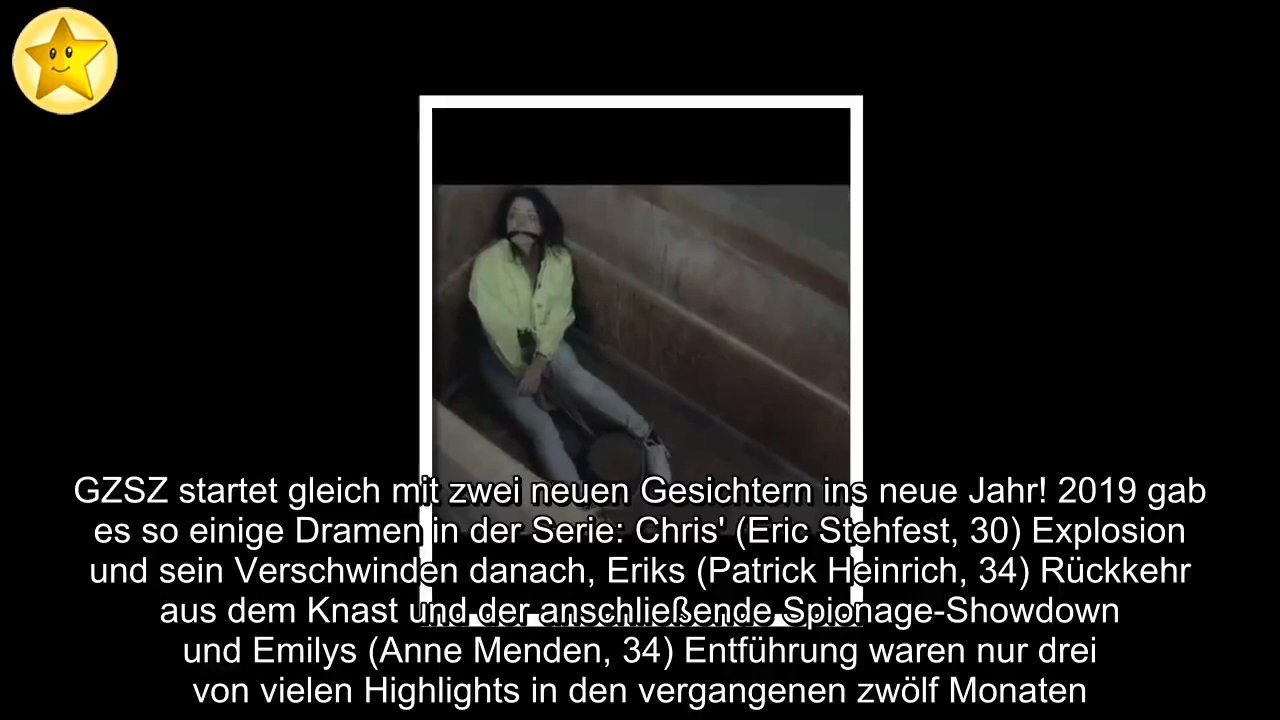 GZSZ startet gleich mit zwei neuen Gesichtern ins neue Jahr! 2019 gab
es so einige Dramen in der Serie: Chris' (Eric Stehfest, 30) Explosion
und sein Verschwinden danach, Eriks (Patrick Heinrich, 34) Rückkehr
aus dem Knast und der anschließende Spionage-Showdown
und Emilys (Anne Menden, 34) Entführung waren nur drei
von vielen Highlights in den vergangenen zwölf Monaten